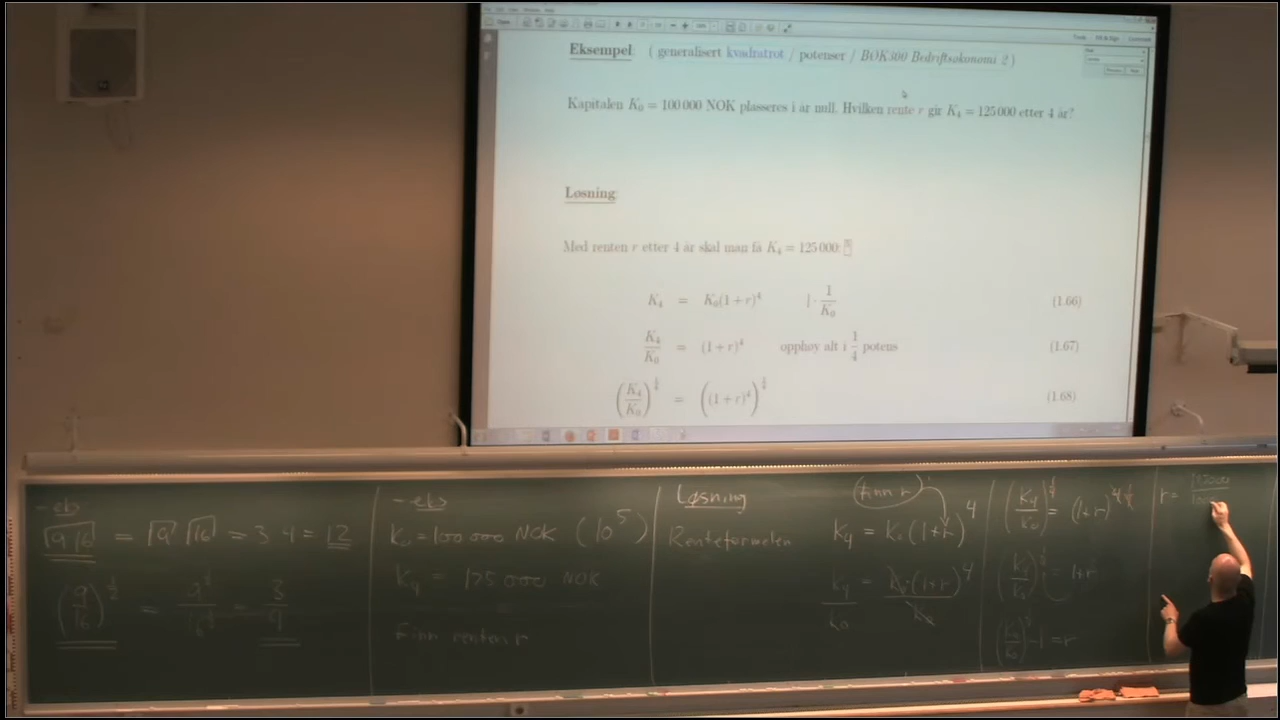 Eksempel: ( generalisert kvadratrot / potenser / BØK300 Bedriftsøkonomi 2 )
Kapitalen K₀ = 100 000 NOK plasseres i år null. Hvilken rente r gir K₄ = 125 000 etter 4 år?
Løsning:
Med renten r etter 4 år skal man få K₄ = 125 000:
K₄ = K₀(1 + r)⁴ | · 1/K₀ (1.66)
K₄/K₀ = (1 + r)⁴ opphøy alt i 1/4 potens (1.67)
(K₄/K₀)^(1/4) = ((1 + r)⁴)^(1/4) (1.68)
- eks
√(9·16) = √9 √16 = 3·4 = 12
(9/16)^(1/2) = = 3/4
- eks
K₀ = 100 000 NOK (10⁵)
K₄ = 125 000 NOK
Finn renten r
Løsning
(finn r)
Renteformelen K₄ = K₀(1+r)⁴
K₄/K₀ = K₀(1+r)⁴/K₀
(K₄/K₀)^(1/4) = (1+r)^(4·1/4)
(K₄/K₀)^(1/4) = 1+r
(K₄/K₀)^(1/4) - 1 = r
r =